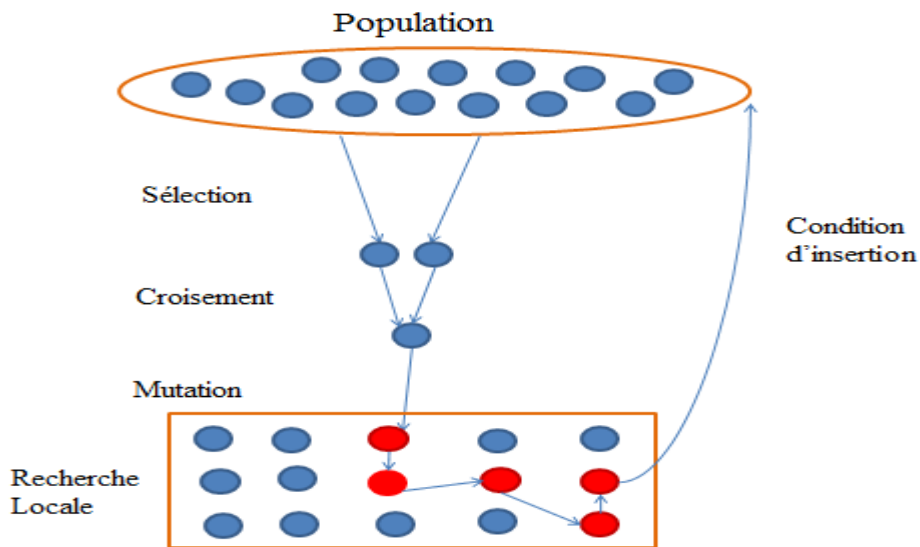 Population
Sélection
Croisement
Condition
d'insertion
Mutation
Recherche
Locale